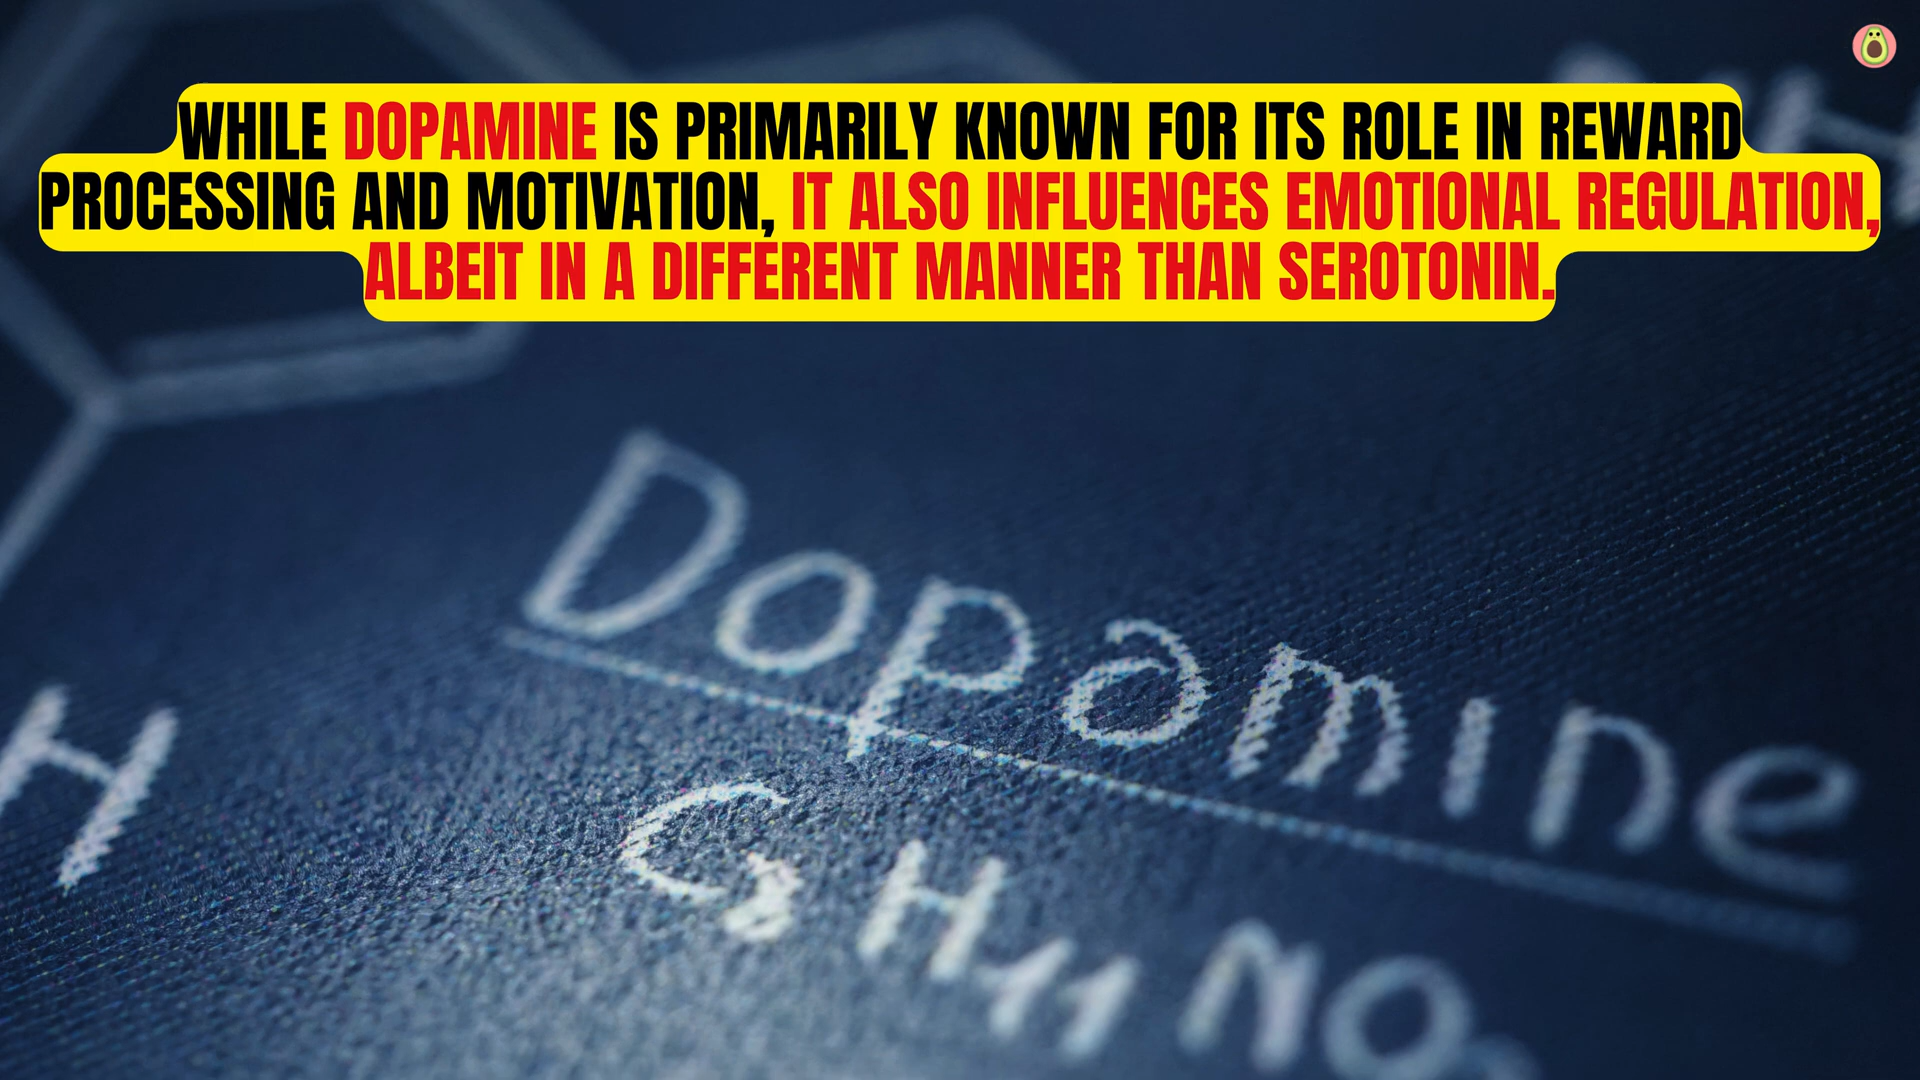 WHILE DOPAMINE IS PRIMARILY KNOWN FOR ITS ROLE IN REWARD
PROCESSING AND MOTIVATION, IT ALSO INFLUENCES EMOTIONAL REGULATION,
ALBEIT IN A DIFFERENT MANNER THAN SEROTONIN.
H
Dopamine
C8H11NO
H